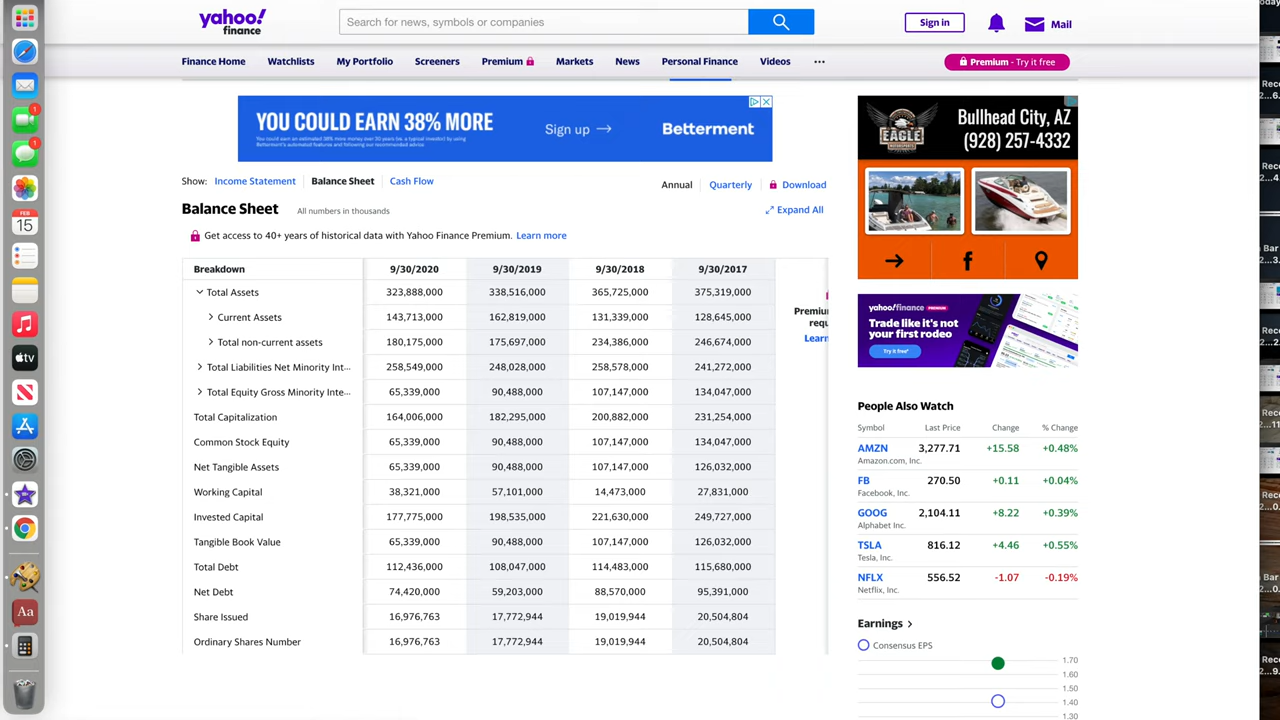 yahoo!
finance
Search for news, symbols or companies
Sign in
Mail
Finance Home Watchlists My Portfolio Screeners Premium Markets News Personal Finance Videos ...
Premium - Try it free
YOU COULD EARN 38% MORE
Sign up →
Betterment
EAGLE
Bullhead City, AZ
(928) 257-4332
Show: Income Statement Balance Sheet Cash Flow
Annual Quarterly Download
Balance Sheet All numbers in thousands
Expand All
Get access to 40+ years of historical data with Yahoo Finance Premium. Learn more
Breakdown 9/30/2020 9/30/2019 9/30/2018 9/30/2017
Total Assets 323,888,000 338,516,000 365,725,000 375,319,000
Current Assets 143,713,000 162,819,000 131,339,000 128,645,000
Total non-current assets 180,175,000 175,697,000 234,386,000 246,674,000
Total Liabilities Net Minority Int... 258,549,000 248,028,000 258,578,000 241,272,000
Total Equity Gross Minority Inte... 65,339,000 90,488,000 107,147,000 134,047,000
Total Capitalization 164,006,000 182,295,000 200,882,000 231,254,000
Common Stock Equity 65,339,000 90,488,000 107,147,000 134,047,000
Net Tangible Assets 65,339,000 90,488,000 107,147,000 126,032,000
Working Capital 38,321,000 57,101,000 14,473,000 27,831,000
Invested Capital 177,775,000 198,535,000 221,630,000 249,727,000
Tangible Book Value 65,339,000 90,488,000 107,147,000 126,032,000
Total Debt 112,436,000 108,047,000 114,483,000 115,680,000
Net Debt 74,420,000 59,203,000 88,570,000 95,391,000
Share Issued 16,976,763 17,772,944 19,019,944 20,504,804
Ordinary Shares Number 16,976,763 17,772,944 19,019,944 20,504,804
Premiu
requ
Learn
yahoo!finance PREMIUM
Trade like it's not
your first rodeo
Try it free*
People Also Watch
Symbol Last Price Change % Change
AMZN 3,277.71 +15.58 +0.48%
Amazon.com, Inc.
FB 270.50 +0.11 +0.04%
Facebook, Inc.
GOOG 2,104.11 +8.22 +0.39%
Alphabet Inc.
TSLA 816.12 +4.46 +0.55%
Tesla, Inc.
NFLX 556.52 -1.07 -0.19%
Netflix, Inc.
Earnings
Consensus EPS
1.70
1.60
1.50
1.40
1.30
1
1
FEB
15
tv
Aa